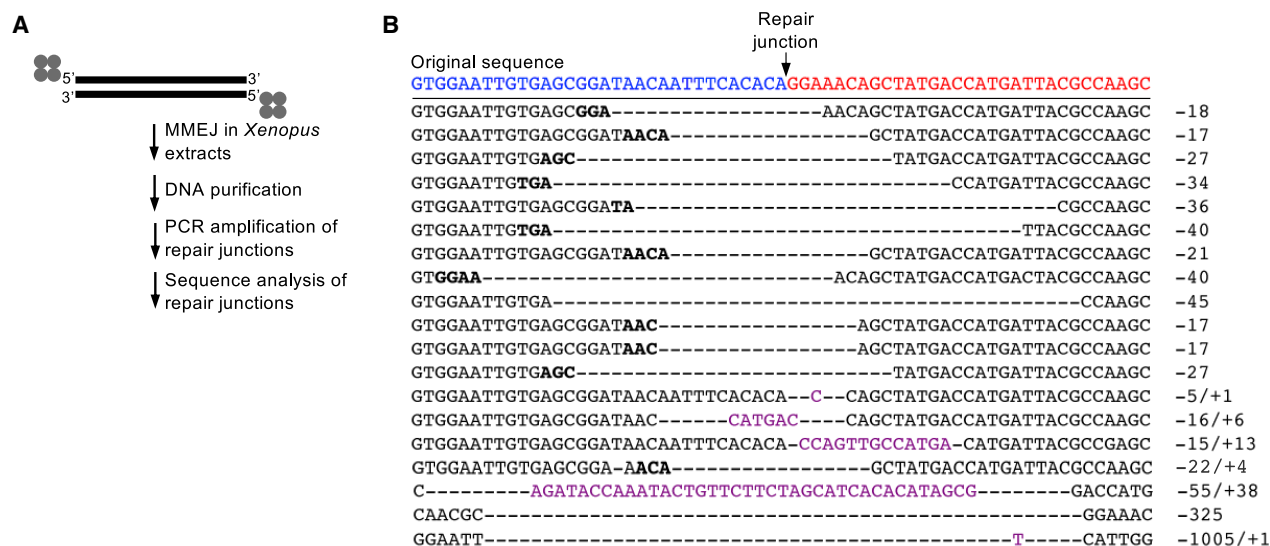 A
5'
3'
3'
5'
MMEJ in Xenopus
extracts
DNA purification
PCR amplification of
repair junctions
Sequence analysis of
repair junctions
B
Repair
junction
Original sequence
GTGGAATTGTGAGCGGATAACAATTTCACACAGGAAACAGCTATGACCATGATTACGCCAAGC
GTGGAATTGTGAGCGGA------------------AACAGCTATGACCATGATTACGCCAAGC -18
GTGGAATTGTGAGCGGATAACA-----------------GCTATGACCATGATTACGCCAAGC -17
GTGGAATTGTGAGC---------------------------TATGACCATGATTACGCCAAGC -27
GTGGAATTGTGA----------------------------------CCATGATTACGCCAAGC -34
GTGGAATTGTGAGCGGATA------------------------------------CGCCAAGC -36
GTGGAATTGTGA----------------------------------------TTACGCCAAGC -40
GTGGAATTGTGAGCGGATAACA-----------------GCTATGACCATGATTACGCCAAGC -21
GTGGAA------------------------------ACAGCTATGACCATGACTACGCCAAGC -40
GTGGAATTGTGA---------------------------------------------CCAAGC -45
GTGGAATTGTGAGCGGATAAC-----------------AGCTATGACCATGATTACGCCAAGC -17
GTGGAATTGTGAGCGGATAAC-----------------AGCTATGACCATGATTACGCCAAGC -17
GTGGAATTGTGAGC---------------------------TATGACCATGATTACGCCAAGC -27
GTGGAATTGTGAGCGGATAACAATTTCACACA--C--CAGCTATGACCATGATTACGCCAAGC -5/+1
GTGGAATTGTGAGCGGATAAC------CATGAC----CAGCTATGACCATGATTACGCCAAGC -16/+6
GTGGAATTGTGAGCGGATAACAATTTCACACA-CCAGTTGCCATGA-CATGATTACGCCGAGC -15/+13
GTGGAATTGTGAGCGGA-AACA-----------------GCTATGACCATGATTACGCCAAGC -22/+4
C---------AGATACCAAATACTGTTCTTCTAGCATCACACATAGCG--------GACCATG -55/+38
CAACGC---------------------------------------------------GGAAAC -325
GGAATT---------------------------------------------T-----CATTGG -1005/+1